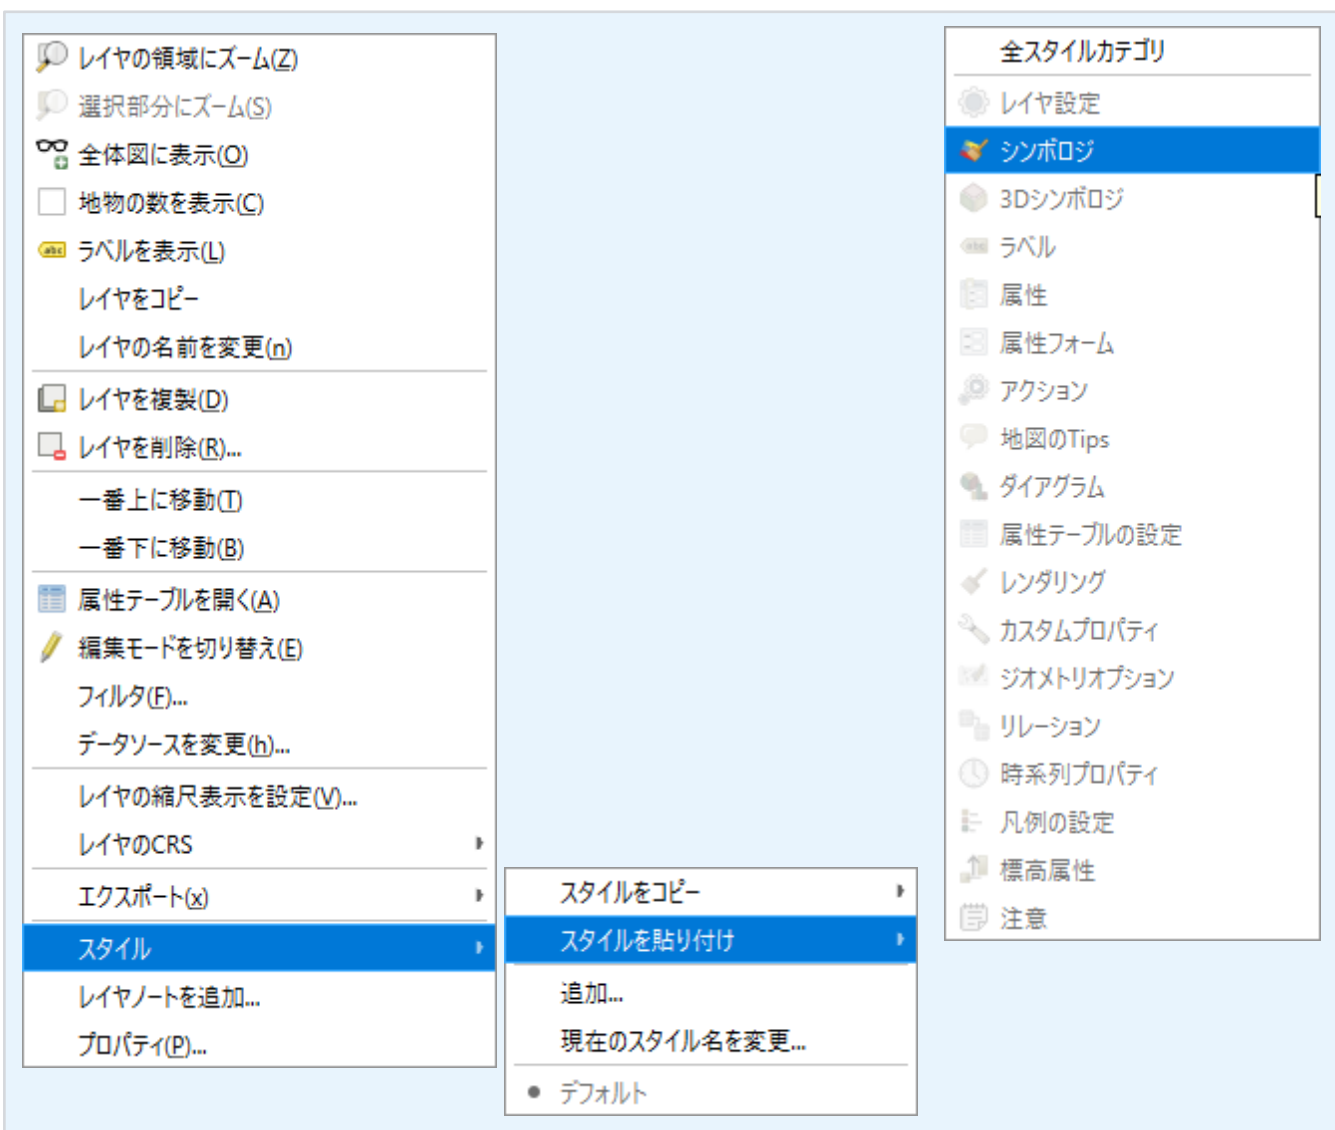 レイヤの領域にズーム(Z)
選択部分にズーム(S)
全体図に表示(O)
地物の数を表示(C)
abc ラベルを表示(L)
レイヤをコピー
レイヤの名前を変更(n)
レイヤを複製(D)
レイヤを削除(R)...
一番上に移動(T)
一番下に移動(B)
属性テーブルを開く(A)
編集モードを切り替え(E)
フィルタ(F)...
データソースを変更(h)...
レイヤの縮尺表示を設定(V)...
レイヤのCRS
エクスポート(x)
スタイル
レイヤノートを追加...
プロパティ(P)...
スタイルをコピー
スタイルを貼り付け
追加...
現在のスタイル名を変更...
デフォルト
全スタイルカテゴリ
レイヤ設定
シンボロジ
3Dシンボロジ
abc ラベル
属性
属性フォーム
アクション
地図のTips
ダイアグラム
属性テーブルの設定
レンダリング
カスタムプロパティ
ジオメトリオプション
リレーション
時系列プロパティ
凡例の設定
標高属性
注意